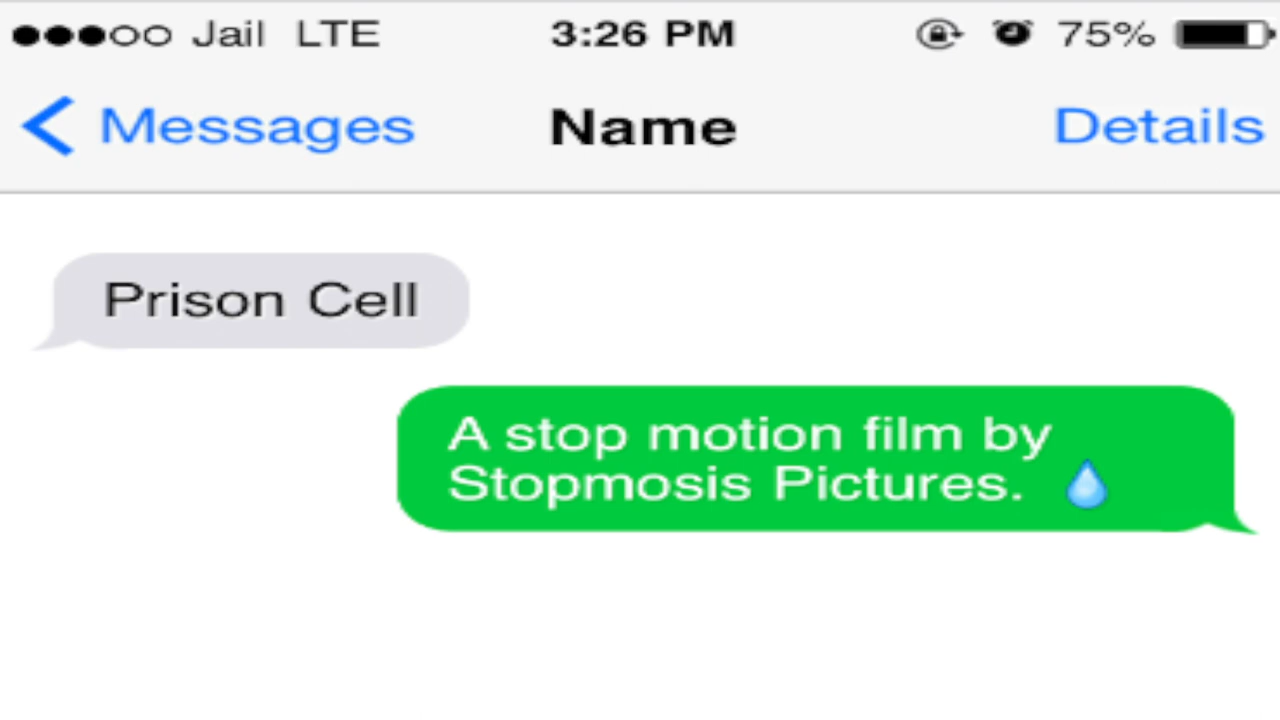 Jail LTE 3:26 PM 75%
Messages Name Details
Prison Cell
A stop motion film by
Stopmosis Pictures. 💧